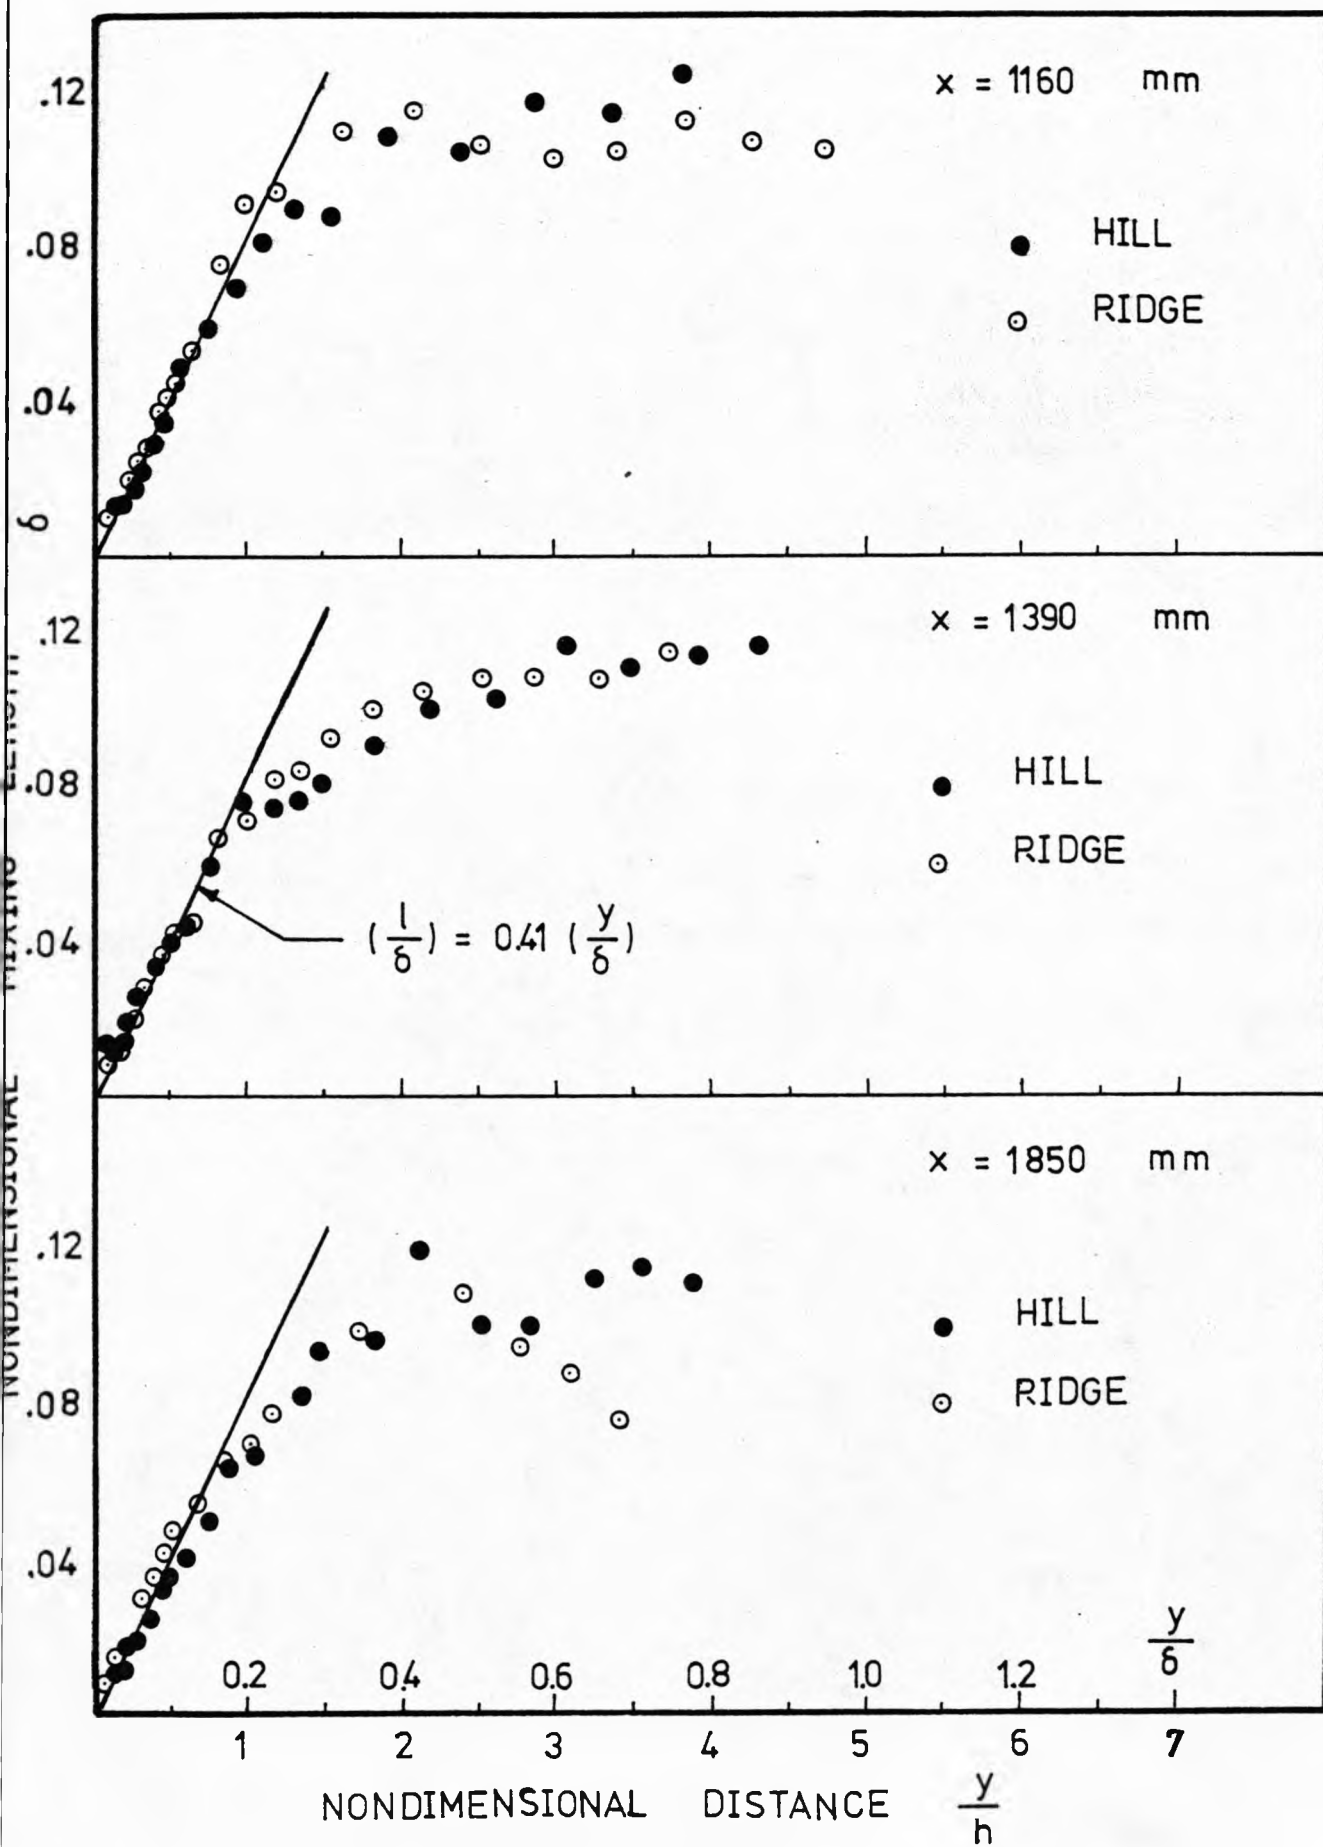 .12
x = 1160 mm
.08
HILL
RIDGE
.04
δ
.12
x = 1390 mm
.08
HILL
RIDGE
.04
(l/δ) = 0.41 (y/δ)
NONDIMENSIONAL MIXING
x = 1850 mm
.12
HILL
.08
RIDGE
.04
y/δ
0.2 0.4 0.6 0.8 1.0 1.2
1 2 3 4 5 6 7
NONDIMENSIONAL DISTANCE y/h